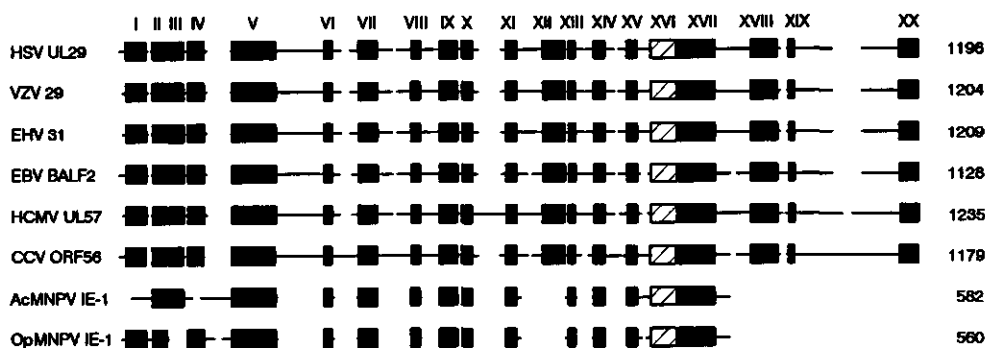 I II III IV V VI VII VIII IX X XI XII XIII XIV XV XVI XVII XVIII XIX XX
HSV UL29 1196
VZV 29 1204
EHV 31 1209
EBV BALF2 1128
HCMV UL57 1235
CCV ORF56 1179
AcMNPV IE-1 582
OpMNPV IE-1 560